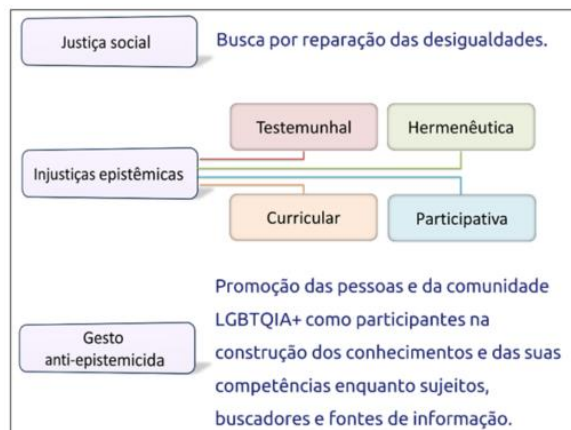 Justiça social
Busca por reparação das desigualdades.
Testemunhal
Hermenêutica
Injustiças epistêmicas
Curricular
Participativa
Gesto
anti-epistemicida
Promoção das pessoas e da comunidade
LGBTQIA+ como participantes na
construção dos conhecimentos e das suas
competências enquanto sujeitos,
buscadores e fontes de informação.